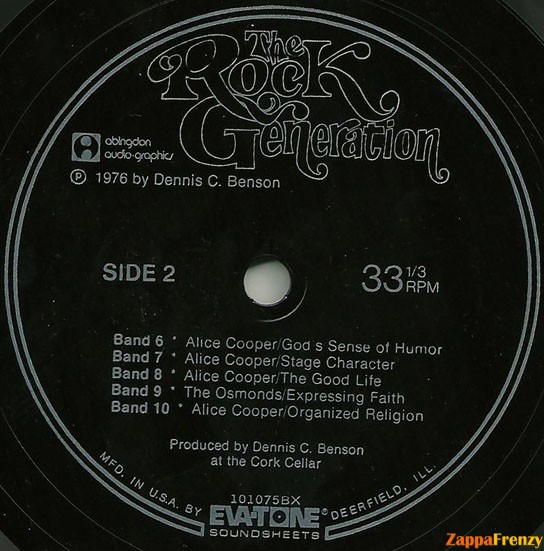 The
Rock
Generation
abingdon
audio·graphics
Ⓟ 1976 by Dennis C. Benson
SIDE 2
33 1/3
RPM
Band 6 * Alice Cooper/God s Sense of Humor
Band 7 * Alice Cooper/Stage Character
Band 8 * Alice Cooper/The Good Life
Band 9 * The Osmonds/Expressing Faith
Band 10 * Alice Cooper/Organized Religion
Produced by Dennis C. Benson
at the Cork Cellar
101075BX
MFD. IN U.S.A. BY EVA-TONE® DEERFIELD, ILL.
SOUNDSHEETS
ZappaFrenzy